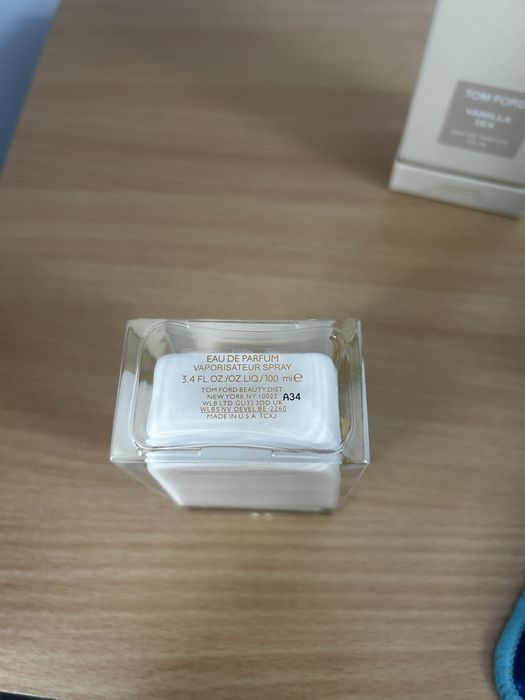 TOM FORD
VANILLA
SEX
EAU DE PARFUM
VAPORISATEUR SPRAY
3.4 FL.OZ./OZ LIQ/100 ml℮
TOM FORD BEAUTY, DIST.
NEW YORK NY 10022
A34
WLB LTD. GU32 3DD UK
WLBS NV. OEVEL BE-2260
MADE IN U.S.A TCXJ